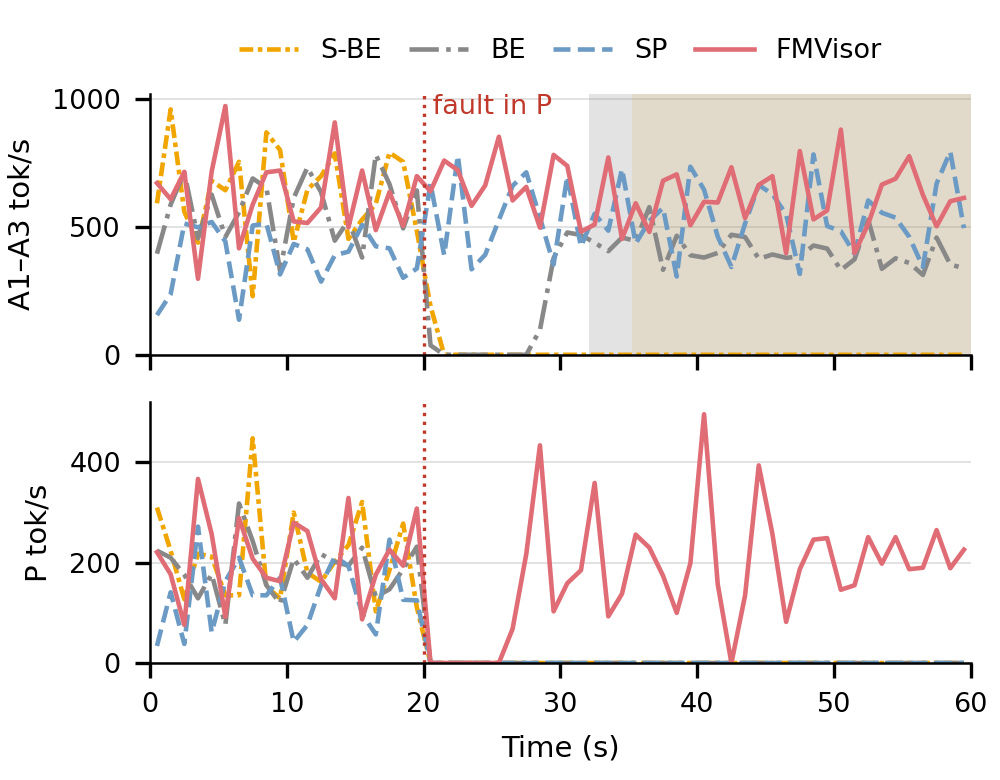 S-BE BE SP FMVisor
fault in P
1000
500
0
A1–A3 tok/s
400
200
0
P tok/s
0 10 20 30 40 50 60
Time (s)